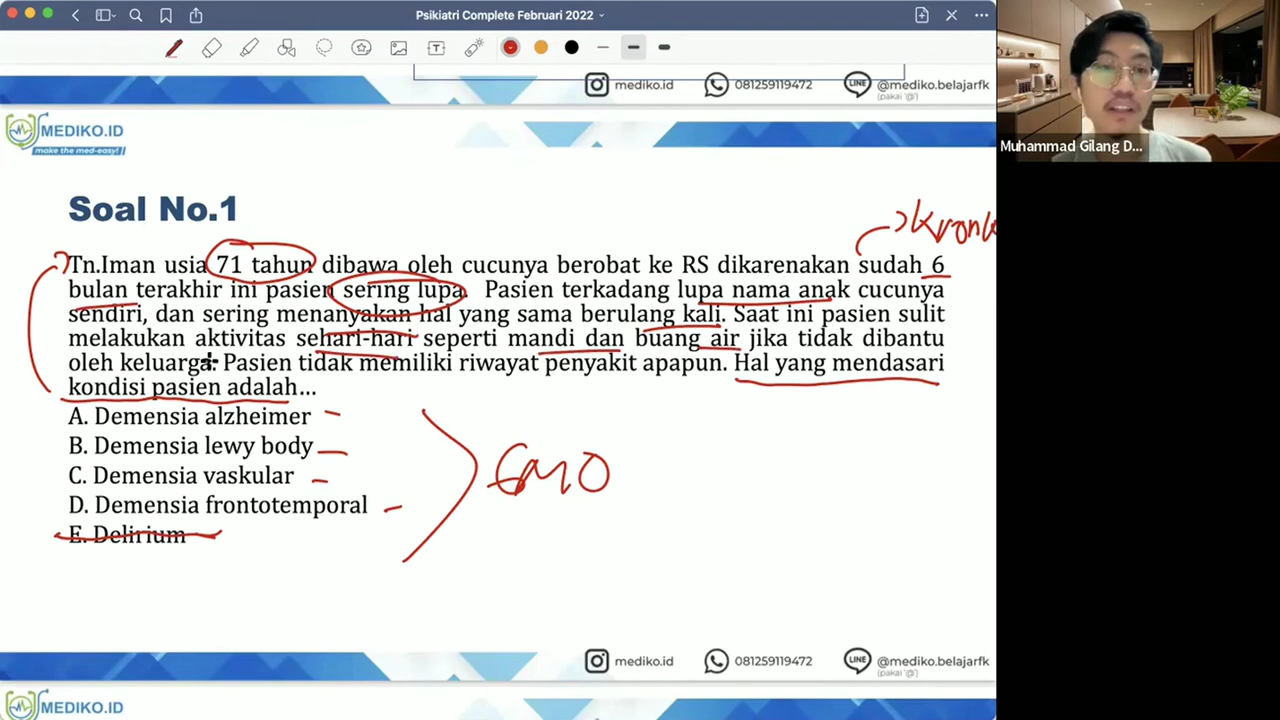 Psikiatri Complete Februari 2022
mediko.id
081259119472
LINE
@mediko.belajarfk
(pakai '@')
MEDIKO.ID
make the med-easy!
Muhammad Gilang D...
Soal No.1
Tn.Iman usia 71 tahun dibawa oleh cucunya berobat ke RS dikarenakan sudah 6
bulan terakhir ini pasien sering lupa. Pasien terkadang lupa nama anak cucunya
sendiri, dan sering menanyakan hal yang sama berulang kali. Saat ini pasien sulit
melakukan aktivitas sehari-hari seperti mandi dan buang air jika tidak dibantu
oleh keluarga. Pasien tidak memiliki riwayat penyakit apapun. Hal yang mendasari
kondisi pasien adalah...
A. Demensia alzheimer
B. Demensia lewy body
C. Demensia vaskular
D. Demensia frontotemporal
E. Delirium
mediko.id
081259119472
LINE
@mediko.belajarfk
(pakai '@')
MEDIKO.ID